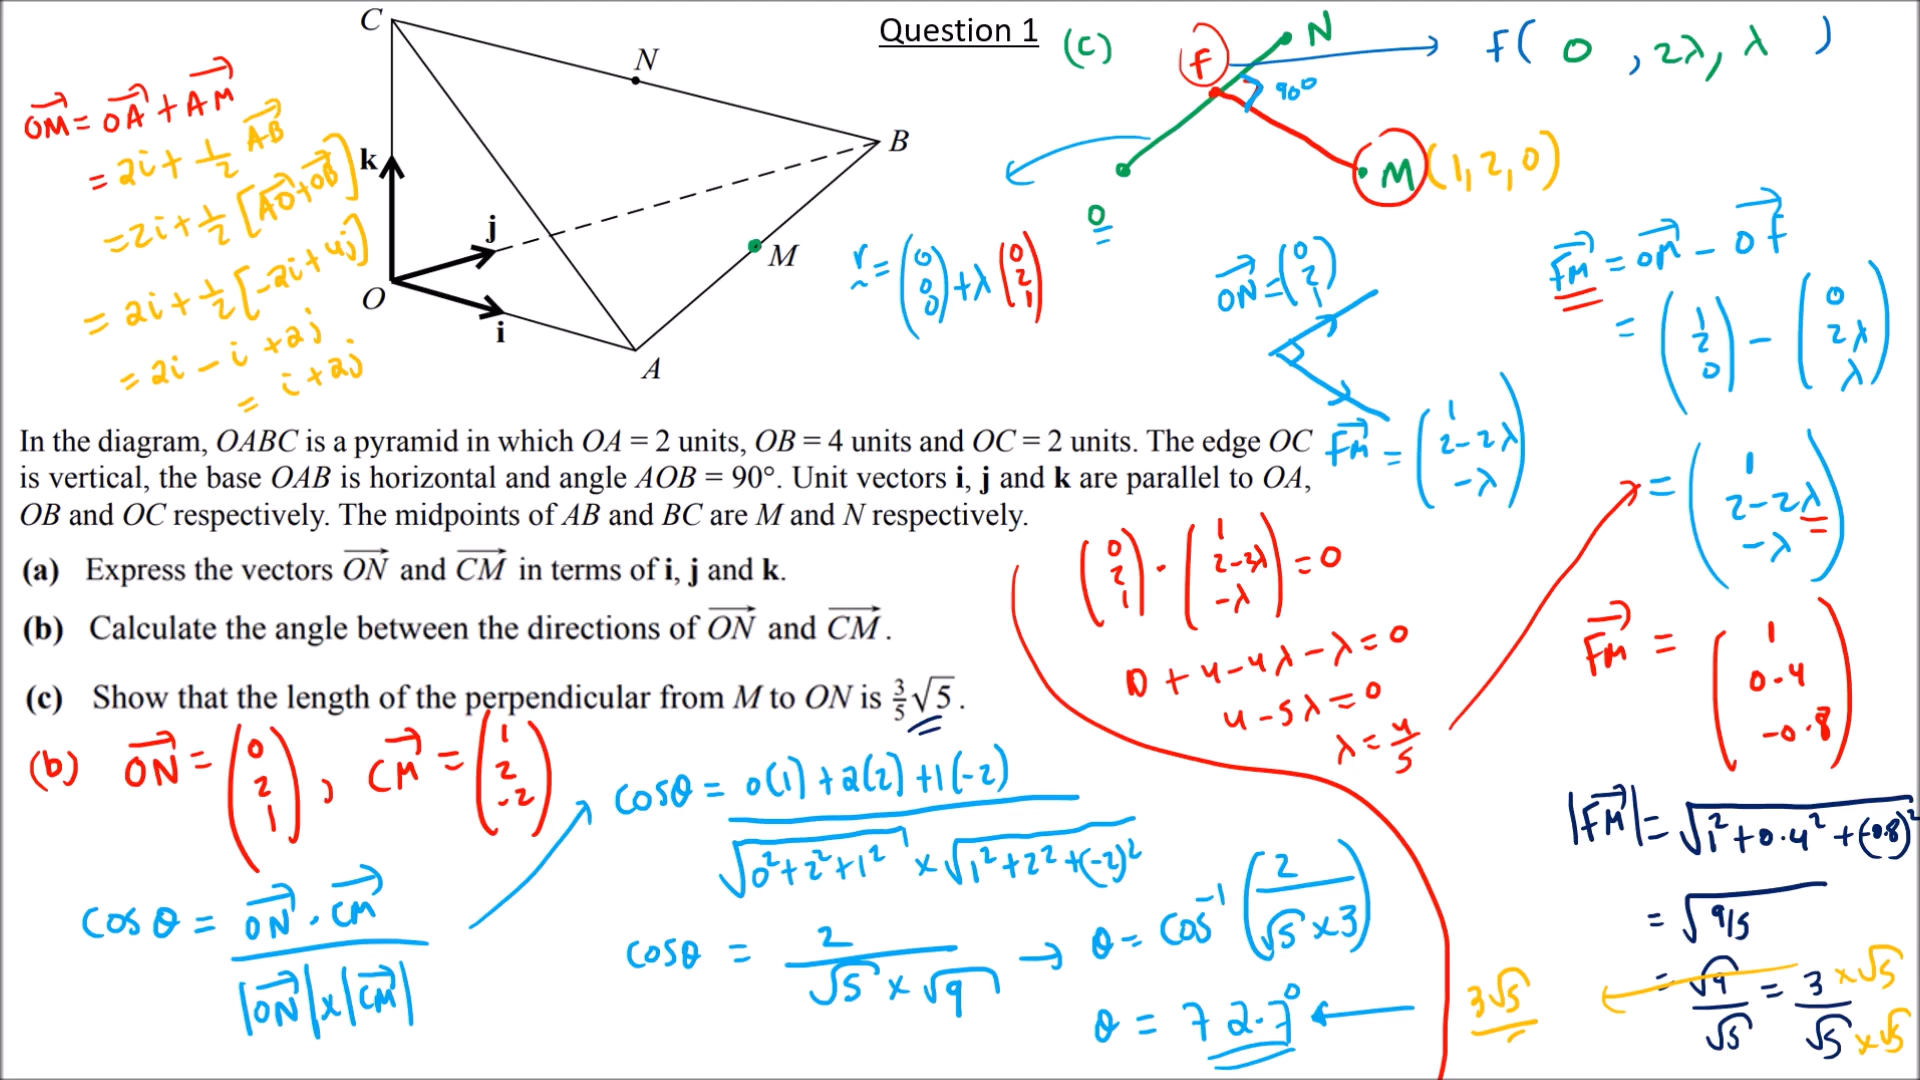 Question 1
C
N
B
k
j
M
O
i
A
OM = OA + AM
= 2i + 1/2 AB
= 2i + 1/2 [AO + OB]
= 2i + 1/2 [-2i + 4j]
= 2i - i + 2j
= i + 2j
(c)
N
F
90°
F( 0 , 2λ, λ )
M (1, 2, 0)
O
r = (0 0 0) + λ (0 2 1)
ON = (0 2 1)
FM = (1 2-2λ -λ)
FM = OM - OF
= (1 2 0) - (0 2λ λ)
= (1 2-2λ -λ)
In the diagram, OABC is a pyramid in which OA = 2 units, OB = 4 units and OC = 2 units. The edge OC
is vertical, the base OAB is horizontal and angle AOB = 90°. Unit vectors i, j and k are parallel to OA,
OB and OC respectively. The midpoints of AB and BC are M and N respectively.
(a) Express the vectors ON and CM in terms of i, j and k.
(b) Calculate the angle between the directions of ON and CM.
(c) Show that the length of the perpendicular from M to ON is 3/5 √5.
(0 2 1) · (1 2-2λ -λ) = 0
0 + 4 - 4λ - λ = 0
4 - 5λ = 0
λ = 4/5
FM = (1 0.4 -0.8)
|FM| = √1² + 0.4² + (-0.8)²
= √9/5
= √9/√5 = 3 × √5 / √5 × √5
3√5
(b) ON = (0 2 1) , CM = (1 2 -2)
cosθ = ON · CM / |ON| × |CM|
cosθ = 0(1) + 2(2) + 1(-2) / √0² + 2² + 1² × √1² + 2² + (-2)²
cosθ = 2 / √5 × √9
θ = cos⁻¹ (2 / √5 × 3)
θ = 72.7°